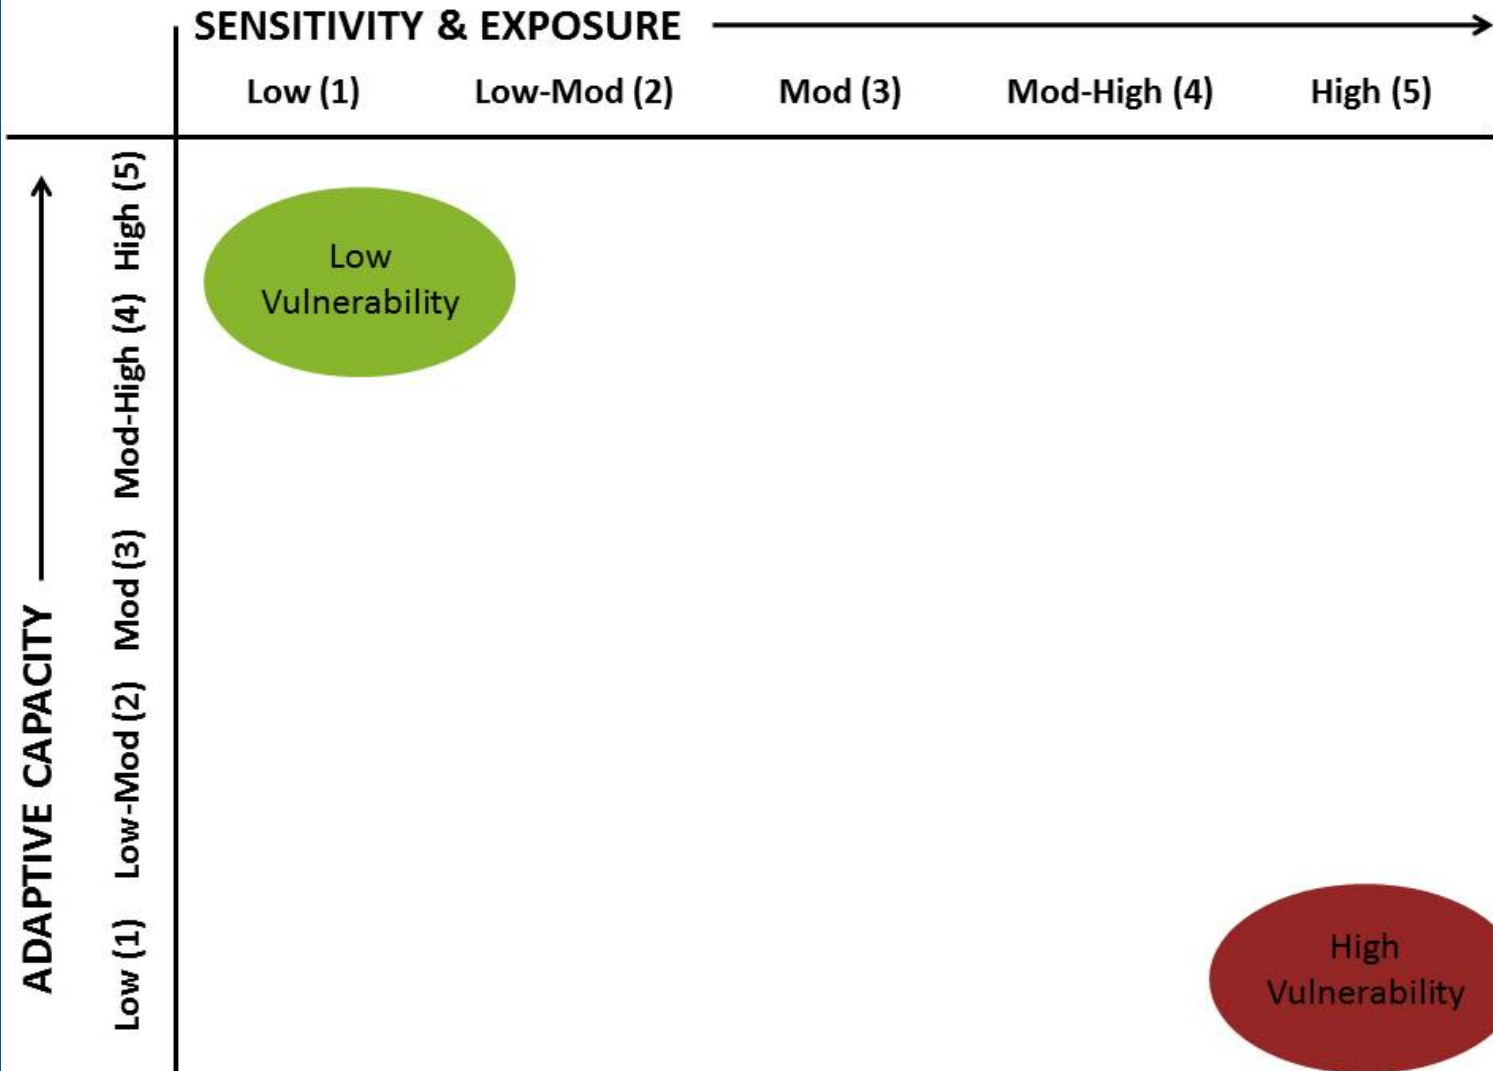 SENSITIVITY & EXPOSURE
Low (1) Low-Mod (2) Mod (3) Mod-High (4) High (5)
ADAPTIVE CAPACITY
High (5)
Mod-High (4)
Mod (3)
Low-Mod (2)
Low (1)
Low
Vulnerability
High
Vulnerability